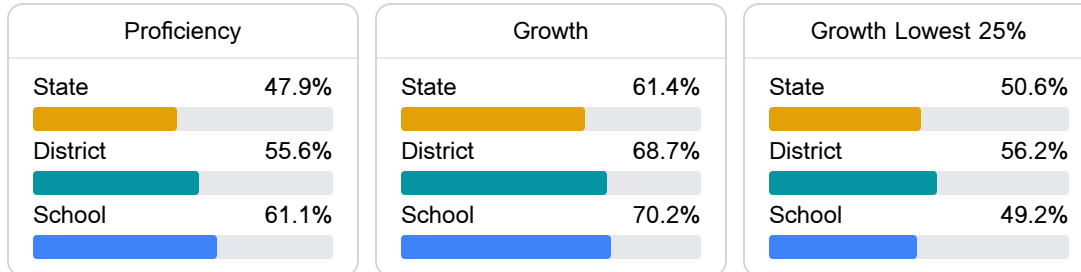 Proficiency
State 47.9%
District 55.6%
School 61.1%
Growth
State 61.4%
District 68.7%
School 70.2%
Growth Lowest 25%
State 50.6%
District 56.2%
School 49.2%